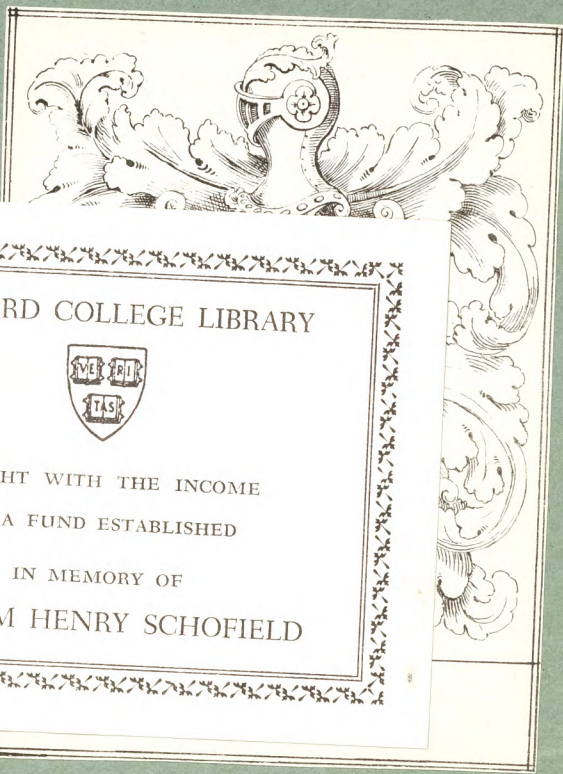 RD COLLEGE LIBRARY
VE RI
TAS
HT WITH THE INCOME
A FUND ESTABLISHED
IN MEMORY OF
M HENRY SCHOFIELD